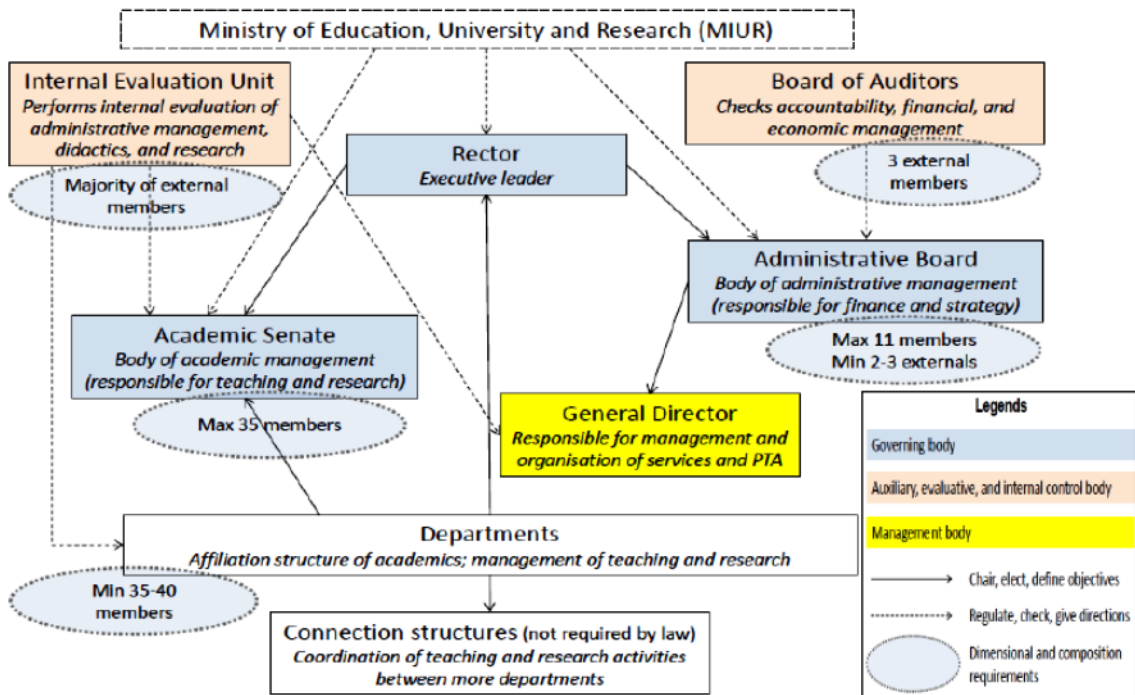 Ministry of Education, University and Research (MIUR)
Internal Evaluation Unit
Performs internal evaluation of
administrative management,
didactics, and research
Majority of external
members
Board of Auditors
Checks accountability, financial, and
economic management
3 external
members
Rector
Executive leader
Administrative Board
Body of administrative management
(responsible for finance and strategy)
Max 11 members
Min 2-3 externals
Academic Senate
Body of academic management
(responsible for teaching and research)
Max 35 members
General Director
Responsible for management and
organisation of services and PTA
Departments
Affiliation structure of academics; management of teaching and research
Min 35-40
members
Connection structures (not required by law)
Coordination of teaching and research activities
between more departments
Legends
Governing body
Auxiliary, evaluative, and internal control body
Management body
Chair, elect, define objectives
Regulate, check, give directions
Dimensional and composition
requirements